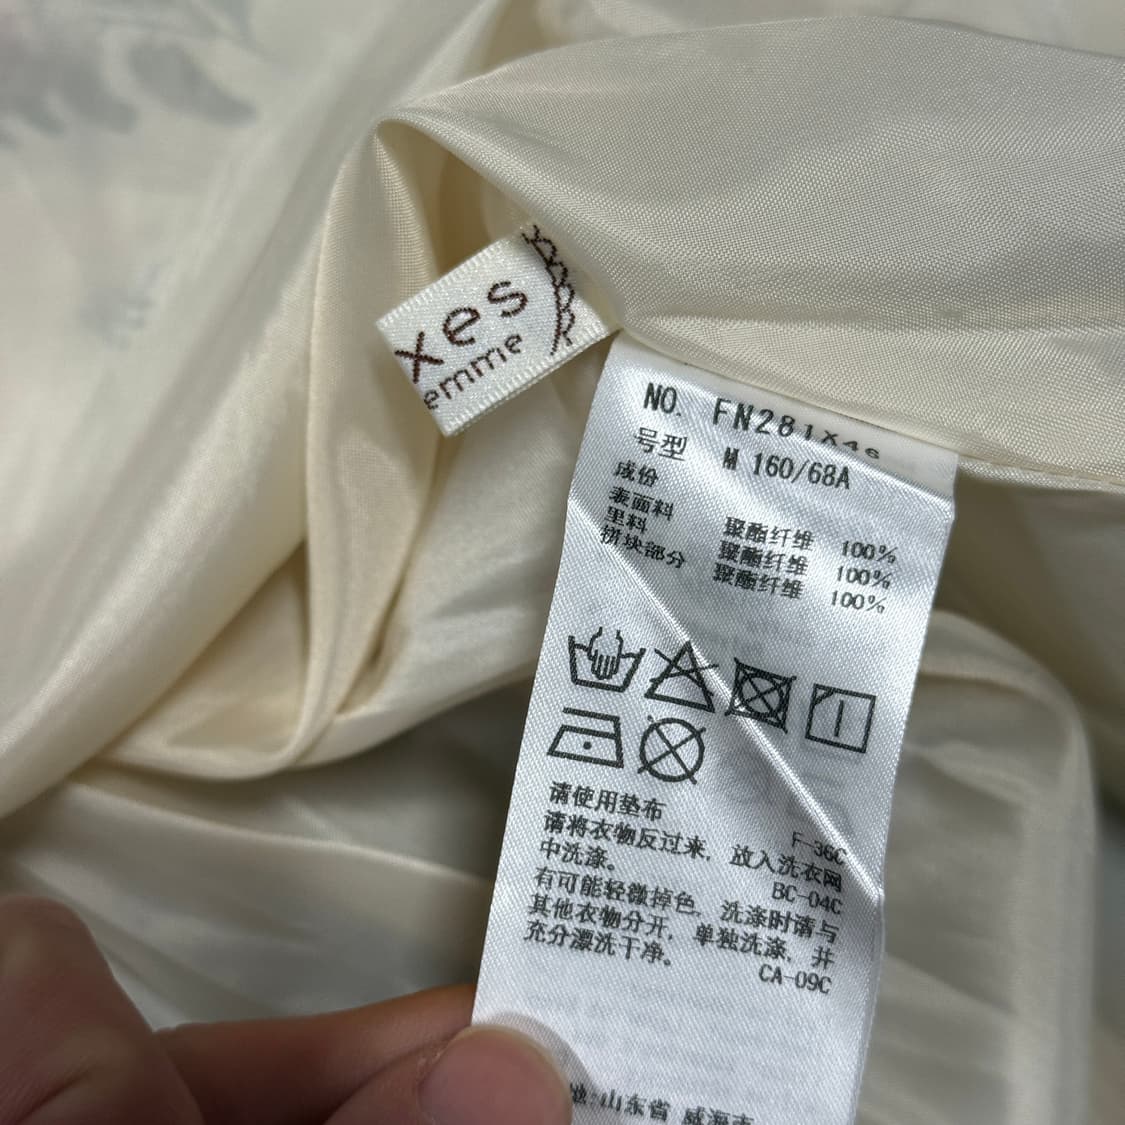 xes
emme
NO. FN281X46
号型 M 160/68A
成份
表面料 聚酯纤维 100%
里料 聚酯纤维 100%
拼块部分 聚酯纤维 100%
请使用垫布
F-36C
请将衣物反过来，放入洗衣网
中洗涤。
BC-04C
有可能轻微掉色，洗涤时请与
其他衣物分开，单独洗涤，并
充分漂洗干净。
CA-09C
地:山东省 威海市